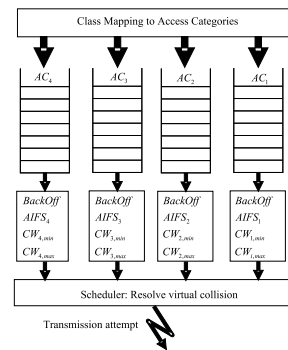 Class Mapping to Access Categories
AC4 AC3 AC2 AC1
BackOff BackOff BackOff BackOff
AIFS4 AIFS3 AIFS2 AIFS1
CW4,min CW3,min CW2,min CW1,min
CW4,max CW3,max CW2,max CW1,max
Scheduler: Resolve virtual collision
Transmission attempt